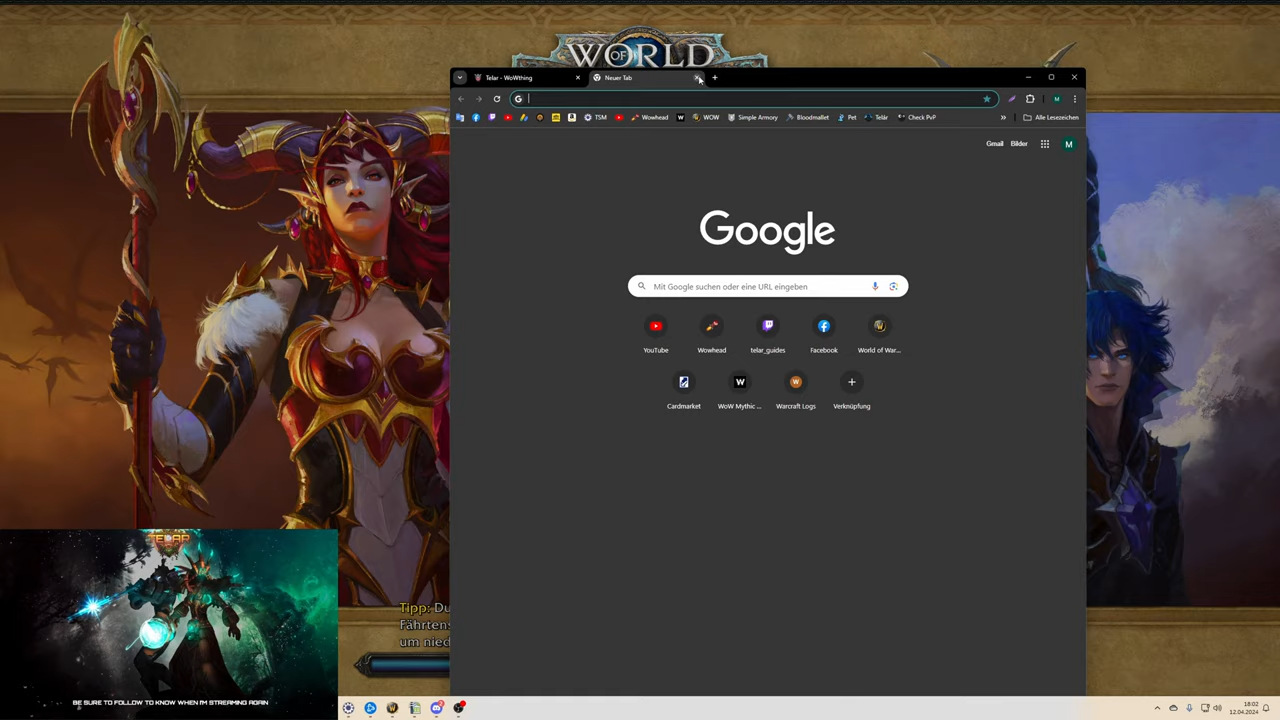 WORLD
OF
Telar - WoWthing
Neuer Tab
TSM
Wowhead
WOW
Simple Armory
Bloodmallet
Pet
Telár
Check PvP
»
Alle Lesezeichen
Gmail
Bilder
M
Google
Mit Google suchen oder eine URL eingeben
YouTube
Wowhead
telar_guides
Facebook
World of War...
Cardmarket
WoW Mythic ...
Warcraft Logs
Verknüpfung
TELAR
Tipp: Du
Fährtens
um nied
BE SURE TO FOLLOW TO KNOW WHEN I'M STREAMING AGAIN
18:02
12.04.2024